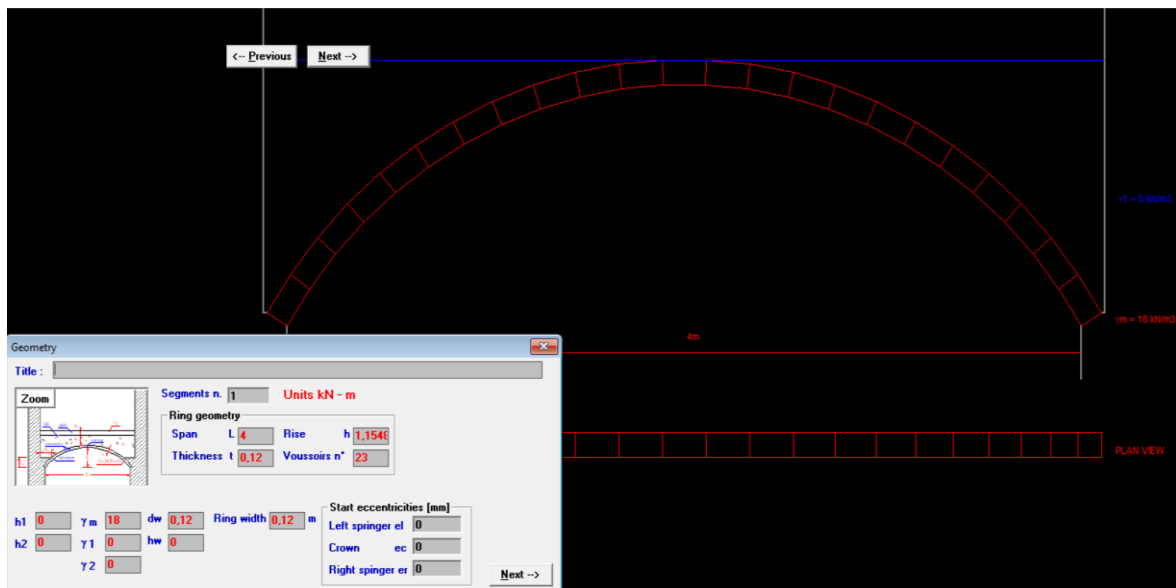 <-- Previous
Next -->
γ1 = 0 kN/m3
γm = 18 kN/m3
4m
PLAN VIEW
Geometry
Title :
Zoom
Segments n. 1 Units kN - m
Ring geometry
Span L 4 Rise h 1,1548
Thickness t 0,12 Voussoirs n° 23
h1 0 γ m 18 dw 0,12 Ring width 0,12 m
h2 0 γ 1 0 hw 0
γ 2 0
Start eccentricities [mm]
Left springer el 0
Crown ec 0
Right spinger er 0
Next -->